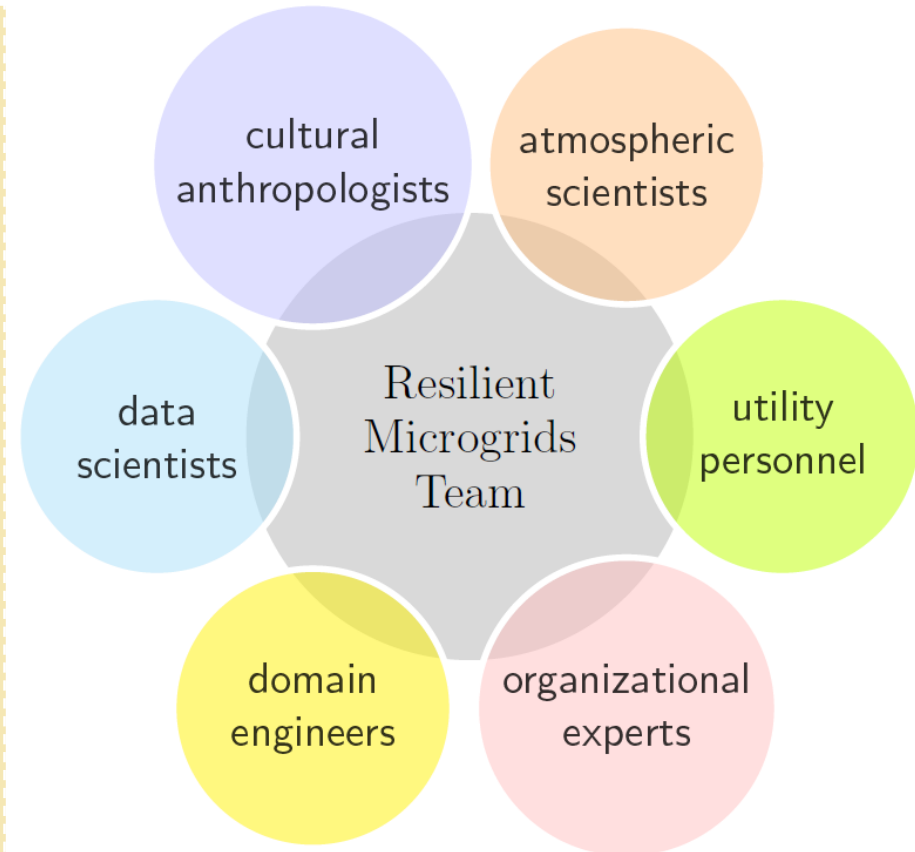 cultural
anthropologists
atmospheric
scientists
data
scientists
Resilient
Microgrids
Team
utility
personnel
domain
engineers
organizational
experts